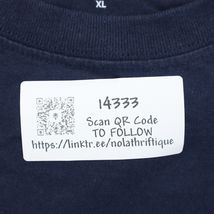 XL
14333
Scan QR Code
TO FOLLOW
https://linktr.ee/nolathriftique